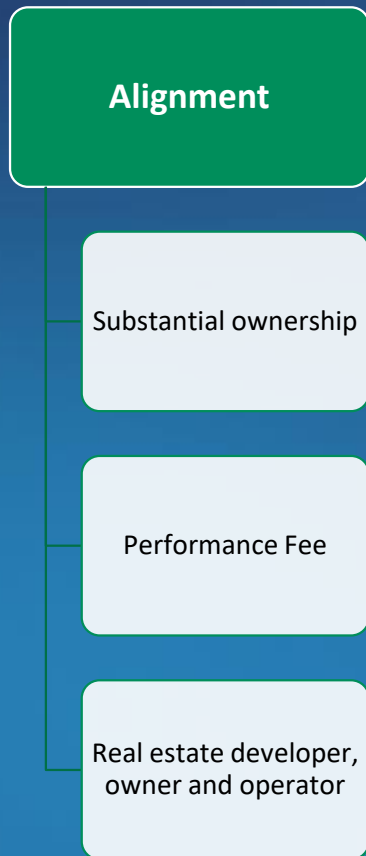 Alignment
Substantial ownership
Performance Fee
Real estate developer,
owner and operator